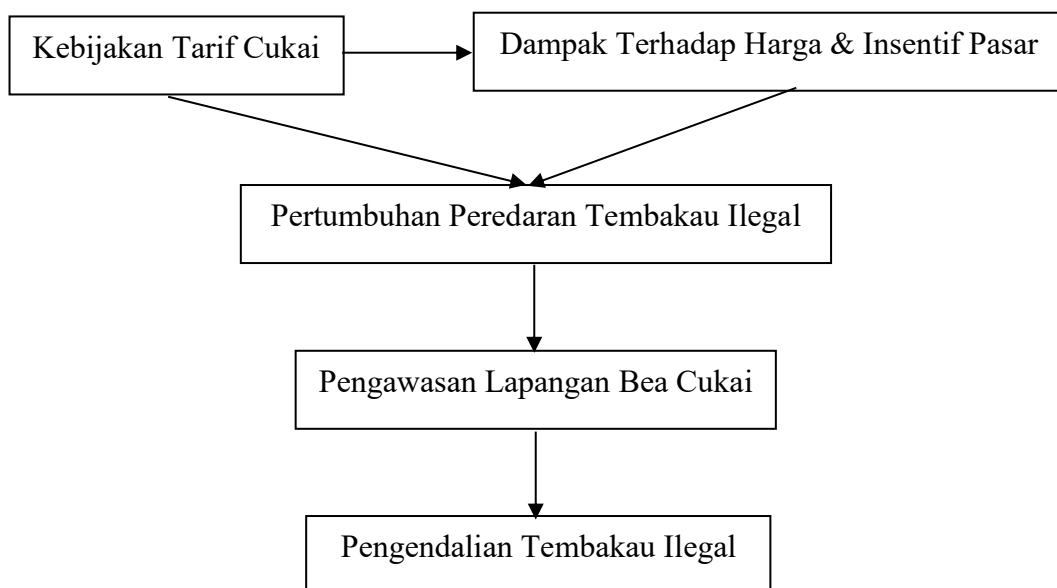 Kebijakan Tarif Cukai
Dampak Terhadap Harga & Insentif Pasar
Pertumbuhan Peredaran Tembakau Ilegal
Pengawasan Lapangan Bea Cukai
Pengendalian Tembakau Ilegal